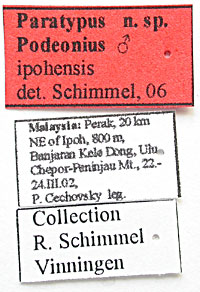 Paratypus n. sp.
Podeonius ♂
ipohensis
det. Schimmel, 06
Malaysia: Perak, 20 km
NE of Ipoh, 800 m,
Banjaran Kele Dong, Ulu
Chepor-Peninjau Mt., 22.-
24.III.02,
P. Cechovsky leg.
Collection
R. Schimmel
Vinningen